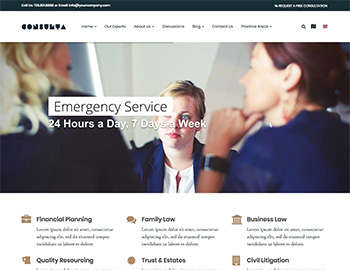 Call Us: 725.921.8888 or Email: info@yourcompany.com
REQUEST A FREE CONSULTATION
CONSULTA
Home
Our Experts
About Us
Discussions
Blog
Contact Us
Practice Areas
Emergency Service
24 Hours a Day, 7 Days a Week
Financial Planning
Lorem ipsum dolor sit amet, consectetur
adipiscing elit, sed do eiusmod tempor
incididunt ut labore et dolore.
Family Law
Lorem ipsum dolor sit amet, consectetur
adipiscing elit, sed do eiusmod tempor
incididunt ut labore et dolore.
Business Law
Lorem ipsum dolor sit amet, consectetur
adipiscing elit, sed do eiusmod tempor
incididunt ut labore et dolore.
Quality Resourcing
Lorem ipsum dolor sit amet, consectetur
Trust & Estates
Lorem ipsum dolor sit amet, consectetur
Civil Litigation
Lorem ipsum dolor sit amet, consectetur